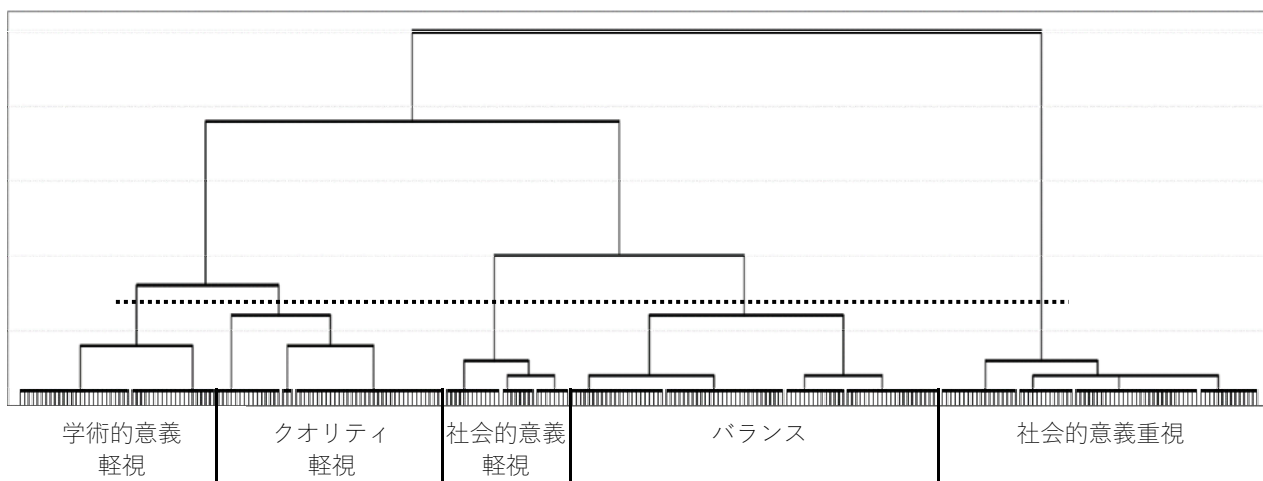 学術的意義
軽視
クオリティ
軽視
社会的意義
軽視
バランス
社会的意義重視